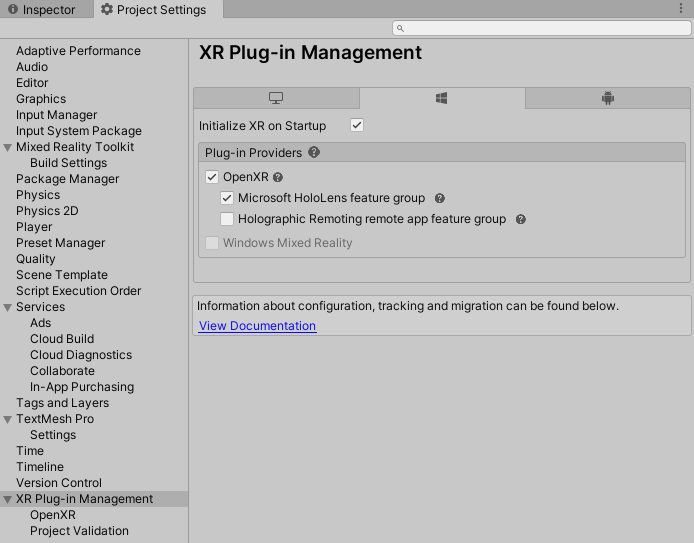 Inspector
Project Settings
Adaptive Performance
Audio
Editor
Graphics
Input Manager
Input System Package
Mixed Reality Toolkit
Build Settings
Package Manager
Physics
Physics 2D
Player
Preset Manager
Quality
Scene Template
Script Execution Order
Services
Ads
Cloud Build
Cloud Diagnostics
Collaborate
In-App Purchasing
Tags and Layers
TextMesh Pro
Settings
Time
Timeline
Version Control
XR Plug-in Management
OpenXR
Project Validation
XR Plug-in Management
Initialize XR on Startup
Plug-in Providers
OpenXR
Microsoft HoloLens feature group
Holographic Remoting remote app feature group
Windows Mixed Reality
Information about configuration, tracking and migration can be found below.
View Documentation